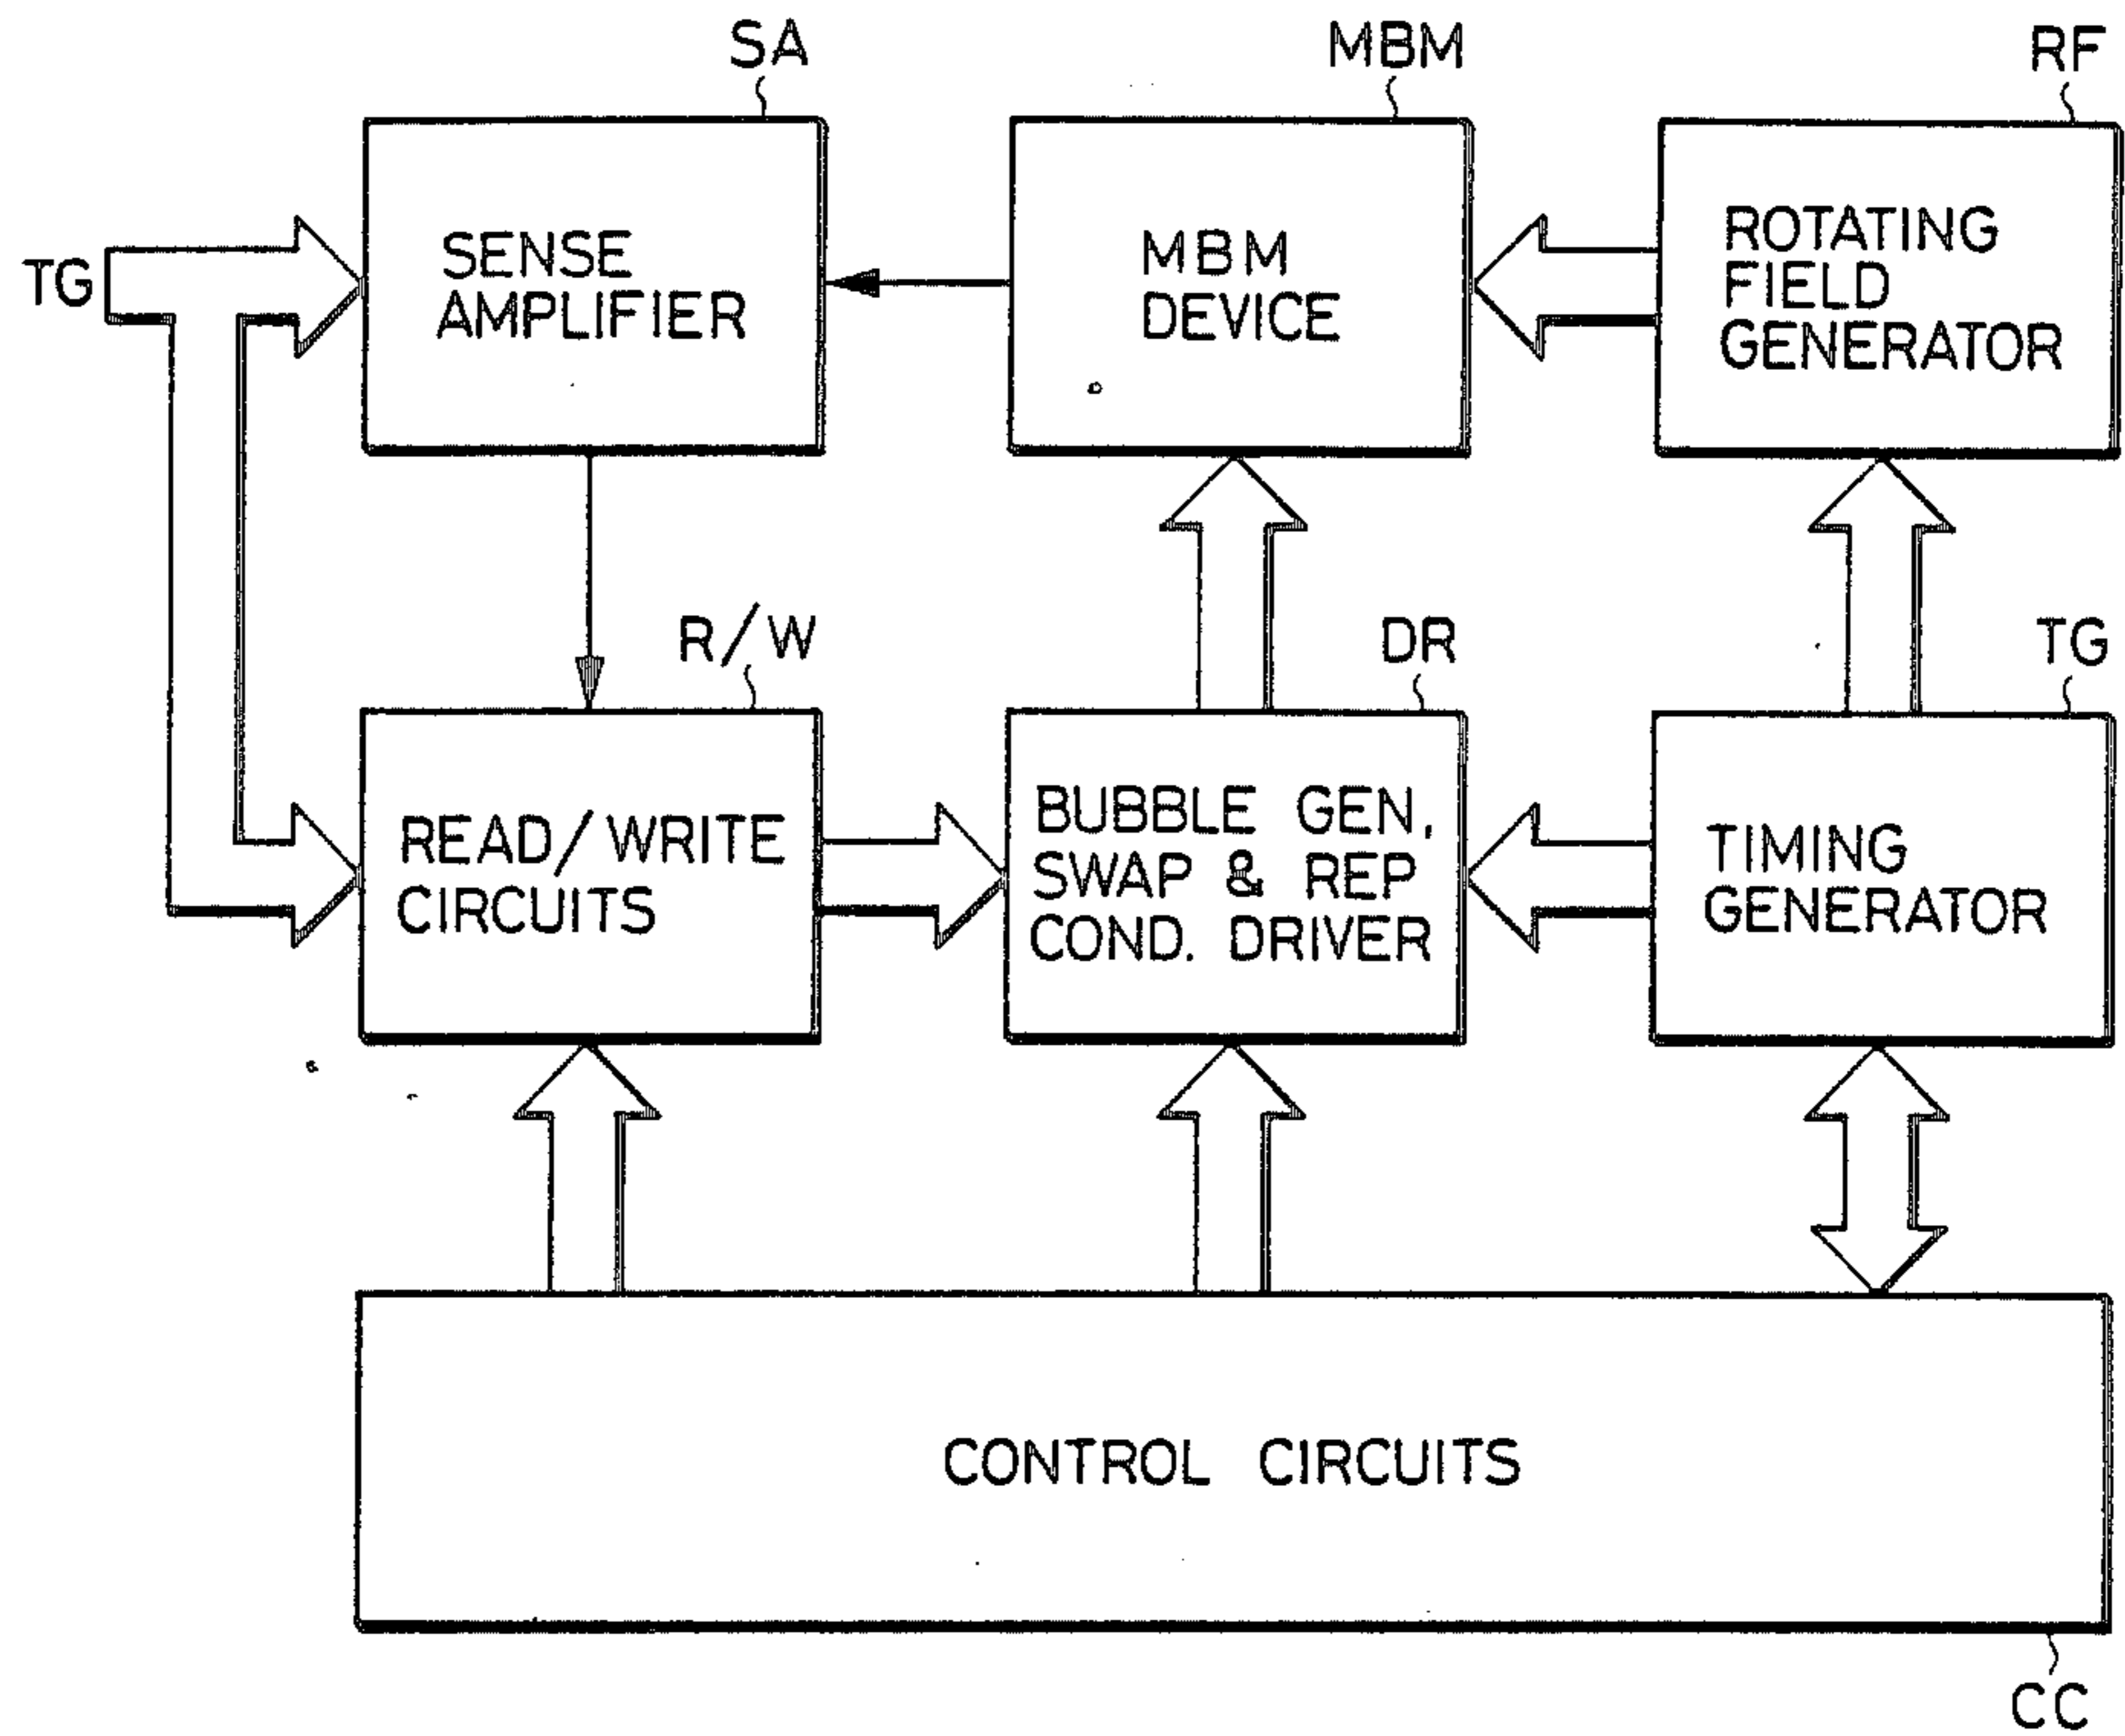 SA
MBM
RF
TG
SENSE
AMPLIFIER
MBM
DEVICE
ROTATING
FIELD
GENERATOR
R/W
DR
TG
READ/WRITE
CIRCUITS
BUBBLE GEN,
SWAP & REP
COND. DRIVER
TIMING
GENERATOR
CONTROL CIRCUITS
CC